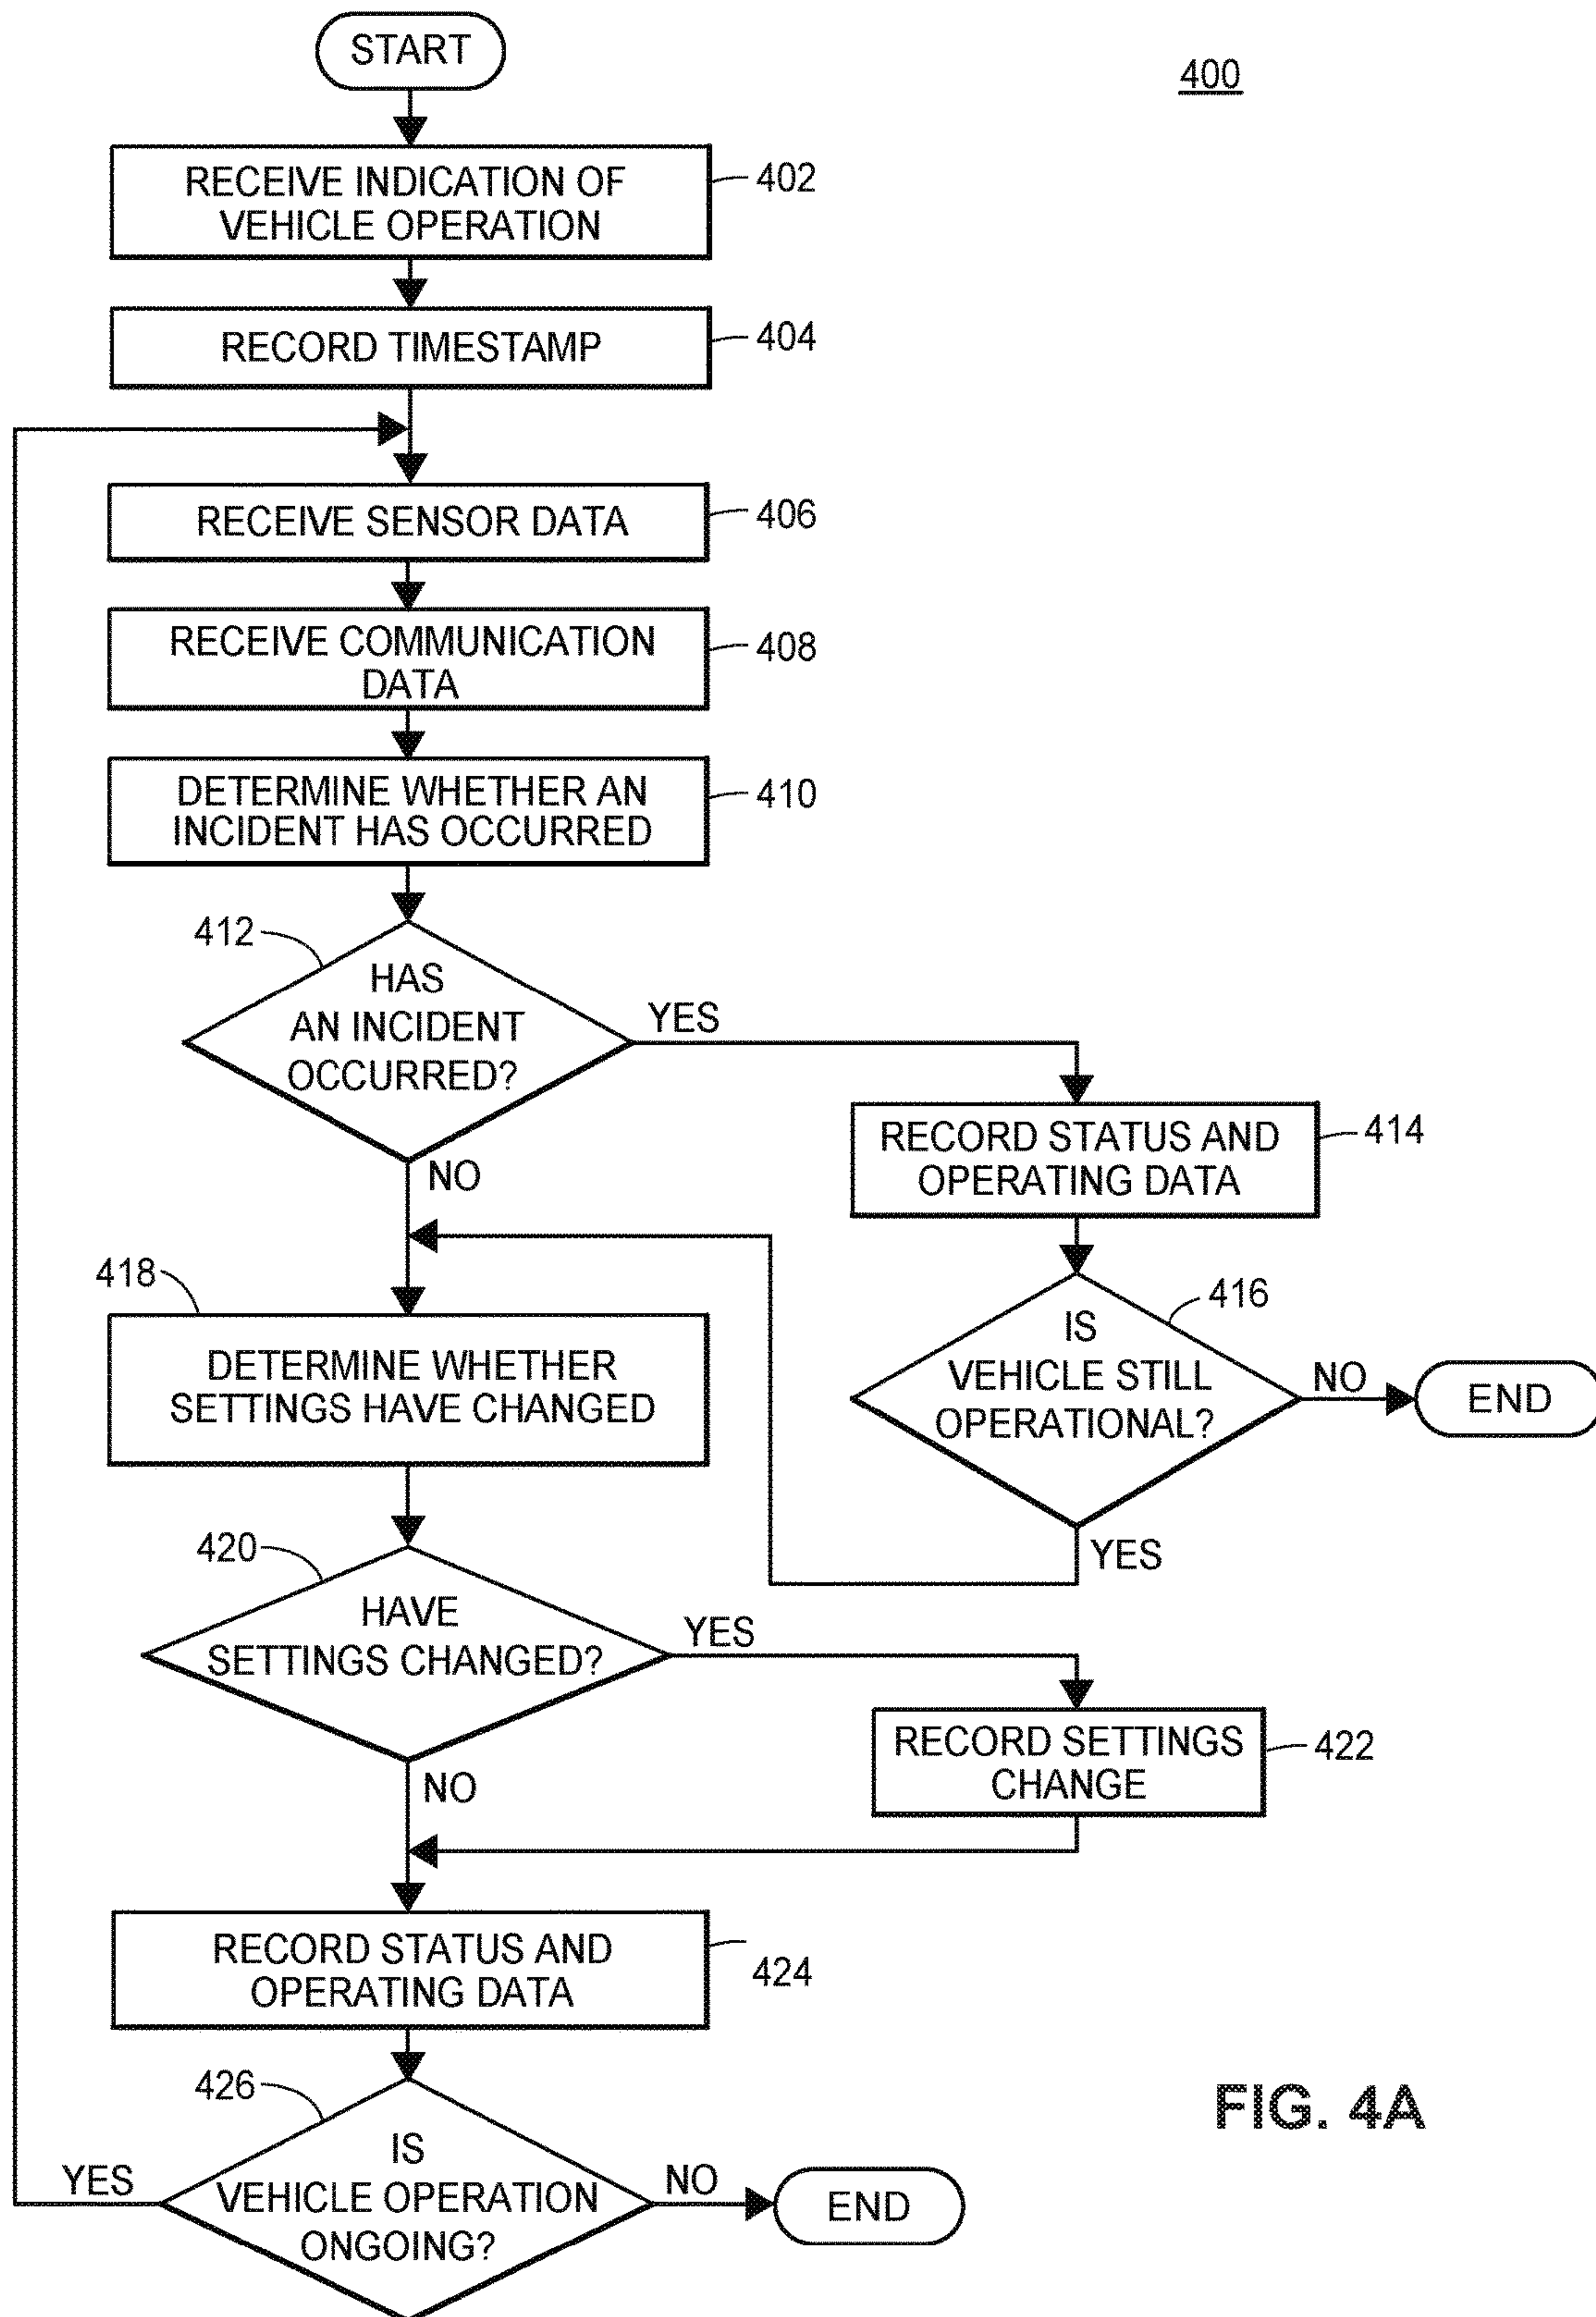 START
400
RECEIVE INDICATION OF
VEHICLE OPERATION
402
RECORD TIMESTAMP
404
RECEIVE SENSOR DATA
406
RECEIVE COMMUNICATION
DATA
408
DETERMINE WHETHER AN
INCIDENT HAS OCCURRED
410
412
HAS
AN INCIDENT
OCCURRED?
YES
NO
RECORD STATUS AND
OPERATING DATA
414
416
IS
VEHICLE STILL
OPERATIONAL?
NO
END
YES
418
DETERMINE WHETHER
SETTINGS HAVE CHANGED
420
HAVE
SETTINGS CHANGED?
YES
NO
RECORD SETTINGS
CHANGE
422
RECORD STATUS AND
OPERATING DATA
424
426
IS
VEHICLE OPERATION
ONGOING?
YES
NO
END
FIG. 4A